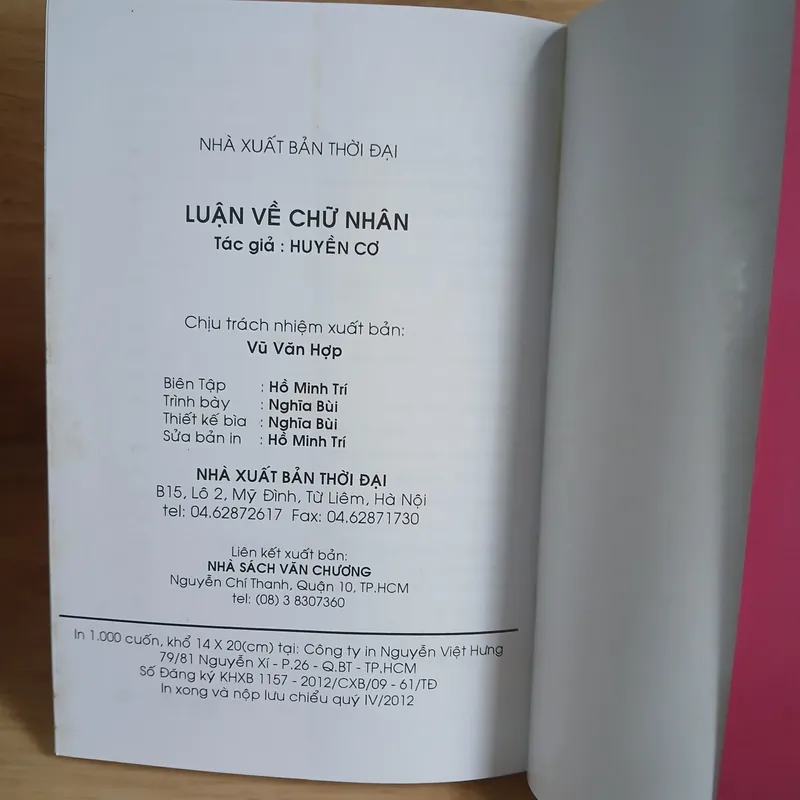 NHÀ XUẤT BẢN THỜI ĐẠI
LUẬN VỀ CHỮ NHÂN
Tác giả : HUYỀN CƠ
Chịu trách nhiệm xuất bản:
Vũ Văn Hợp
Biên Tập : Hồ Minh Trí
Trình bày : Nghĩa Bùi
Thiết kế bìa : Nghĩa Bùi
Sửa bản in : Hồ Minh Trí
NHÀ XUẤT BẢN THỜI ĐẠI
B15, Lô 2, Mỹ Đình, Từ Liêm, Hà Nội
tel: 04.62872617 Fax: 04.62871730
Liên kết xuất bản:
NHÀ SÁCH VĂN CHƯƠNG
Nguyễn Chí Thanh, Quận 10, TP.HCM
tel: (08) 3 8307360
In 1.000 cuốn, khổ 14 X 20(cm) tại: Công ty in Nguyễn Việt Hưng
79/81 Nguyễn Xí - P.26 - Q.BT - TP.HCM
Số Đăng ký KHXB 1157 - 2012/CXB/09 - 61/TĐ
In xong và nộp lưu chiểu quý IV/2012